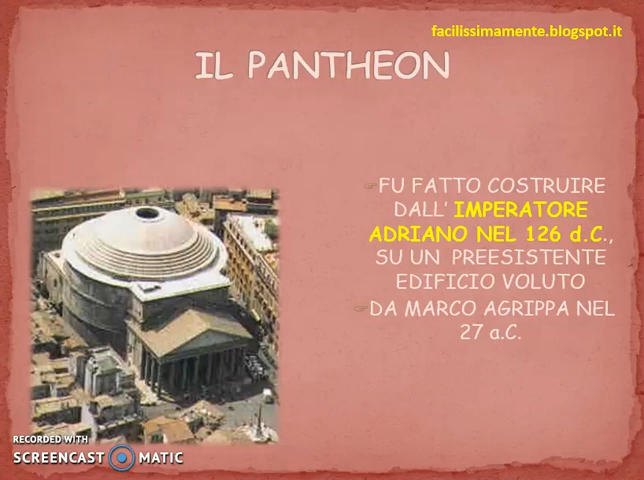 facilissimamente.blogspot.it
IL PANTHEON
FU FATTO COSTRUIRE
DALL' IMPERATORE
ADRIANO NEL 126 d.C.,
SU UN PREESISTENTE
EDIFICIO VOLUTO
DA MARCO AGRIPPA NEL
27 a.C.
RECORDED WITH
SCREENCAST MATIC